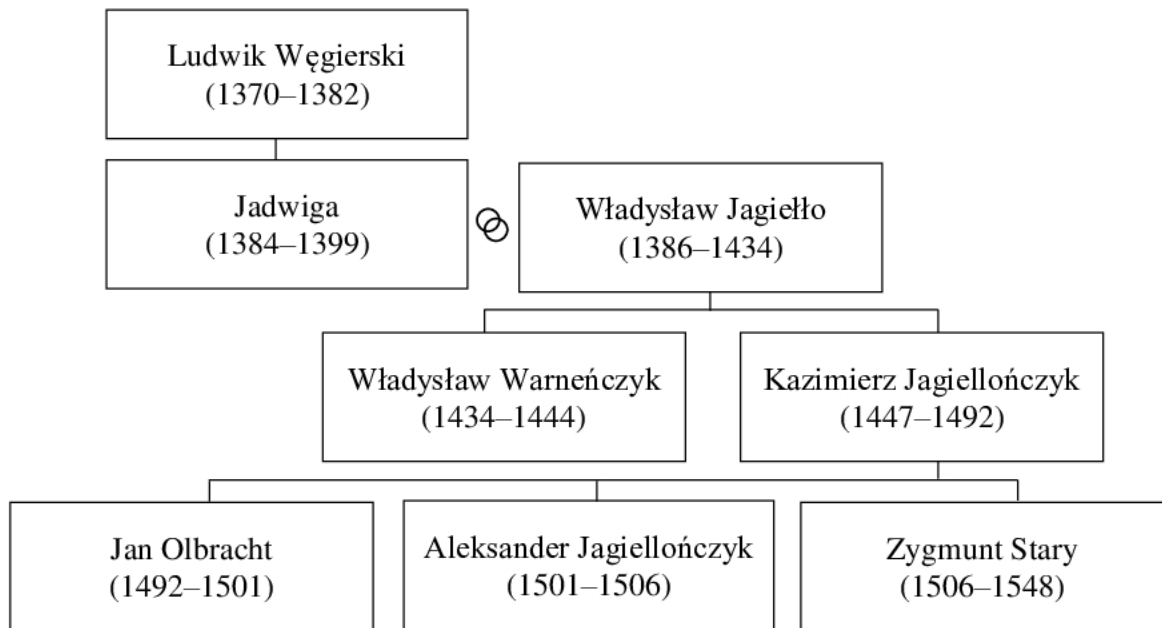 Ludwik Węgierski
(1370–1382)
Jadwiga
(1384–1399)
Władysław Jagiełło
(1386–1434)
Władysław Warneńczyk
(1434–1444)
Kazimierz Jagiellończyk
(1447–1492)
Jan Olbracht
(1492–1501)
Aleksander Jagiellończyk
(1501–1506)
Zygmunt Stary
(1506–1548)